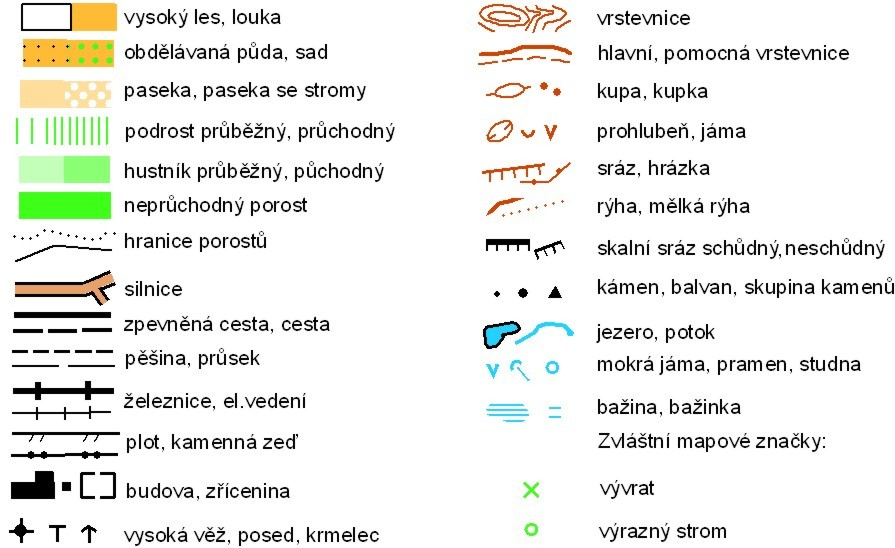 vysoký les, louka
obdělávaná půda, sad
paseka, paseka se stromy
podrost průběžný, průchodný
hustník průběžný, půchodný
neprůchodný porost
hranice porostů
silnice
zpevněná cesta, cesta
pěšina, průsek
železnice, el.vedení
plot, kamenná zeď
budova, zřícenina
vysoká věž, posed, krmelec
vrstevnice
hlavní, pomocná vrstevnice
kupa, kupka
prohlubeň, jáma
sráz, hrázka
rýha, mělká rýha
skalní sráz schůdný, neschůdný
kámen, balvan, skupina kamenů
jezero, potok
mokrá jáma, pramen, studna
bažina, bažinka
Zvláštní mapové značky:
vývrat
výrazný strom